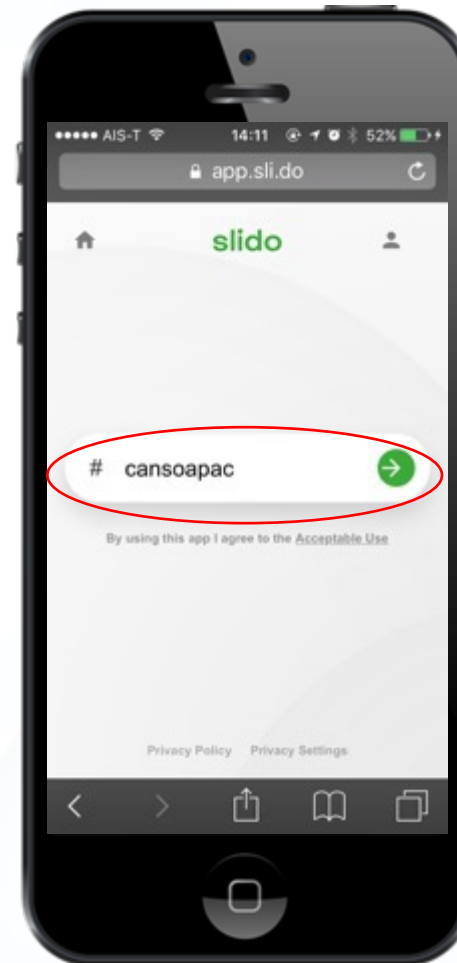 AIS-T 14:11 52%
app.sli.do
slido
# cansoapac
By using this app I agree to the Acceptable Use
Privacy Policy Privacy Settings